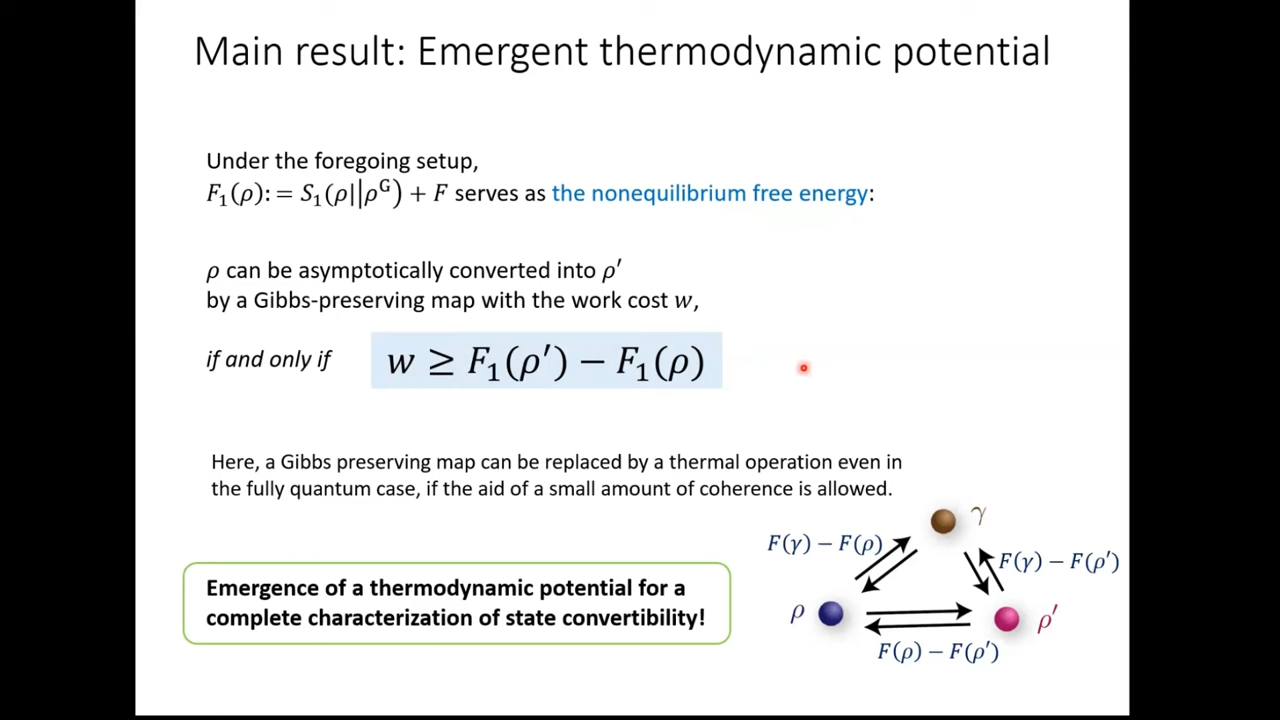 Main result: Emergent thermodynamic potential
Under the foregoing setup,
F₁(ρ): = S₁(ρ||ρᴳ) + F serves as the nonequilibrium free energy:
ρ can be asymptotically converted into ρ′
by a Gibbs-preserving map with the work cost w,
if and only if w ≥ F₁(ρ′) − F₁(ρ)
Here, a Gibbs preserving map can be replaced by a thermal operation even in
the fully quantum case, if the aid of a small amount of coherence is allowed.
γ
F(γ) − F(ρ)
F(γ) − F(ρ′)
Emergence of a thermodynamic potential for a
complete characterization of state convertibility!
ρ
ρ′
F(ρ) − F(ρ′)